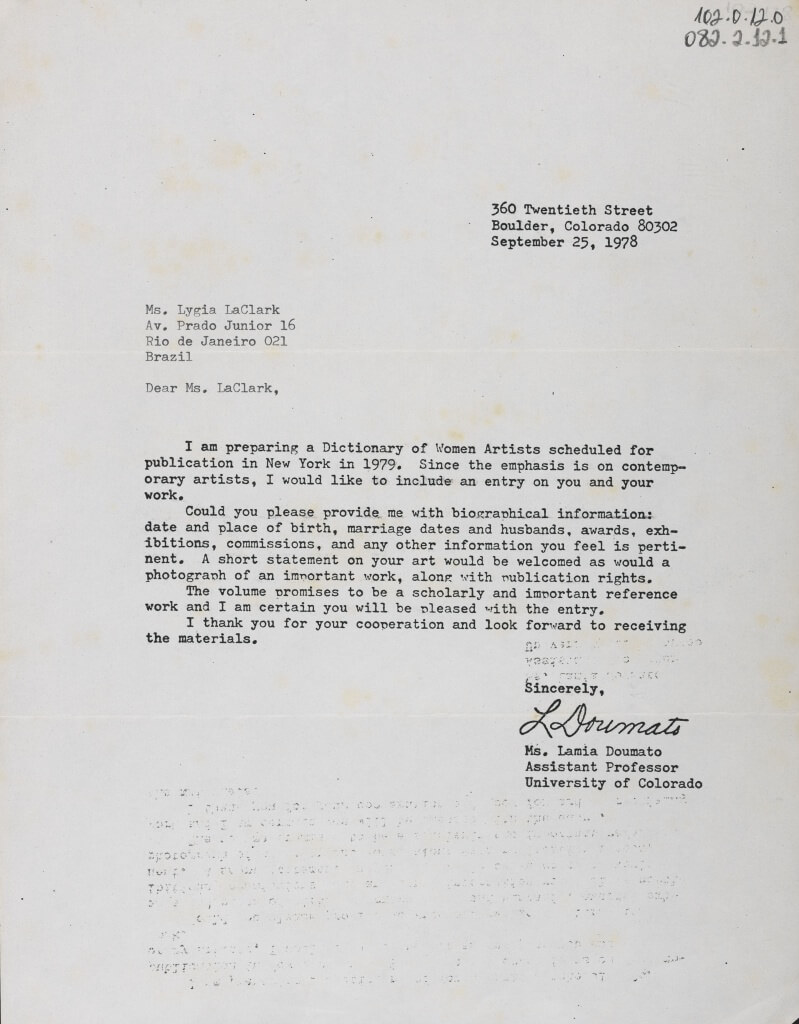 102.0.12.0
082.2.12.1
360 Twentieth Street
Boulder, Colorado 80302
September 25, 1978
Ms. Lygia LaClark
Av. Prado Junior 16
Rio de Janeiro 021
Brazil
Dear Ms. LaClark,
I am preparing a Dictionary of Women Artists scheduled for
publication in New York in 1979. Since the emphasis is on contemp-
orary artists, I would like to include an entry on you and your
work.
Could you please provide me with biographical information:
date and place of birth, marriage dates and husbands, awards, exh-
ibitions, commissions, and any other information you feel is perti-
nent. A short statement on your art would be welcomed as would a
photograph of an important work, along with publication rights.
The volume promises to be a scholarly and important reference
work and I am certain you will be pleased with the entry.
I thank you for your cooperation and look forward to receiving
the materials.
Sincerely,
L Doumato
Ms. Lamia Doumato
Assistant Professor
University of Colorado